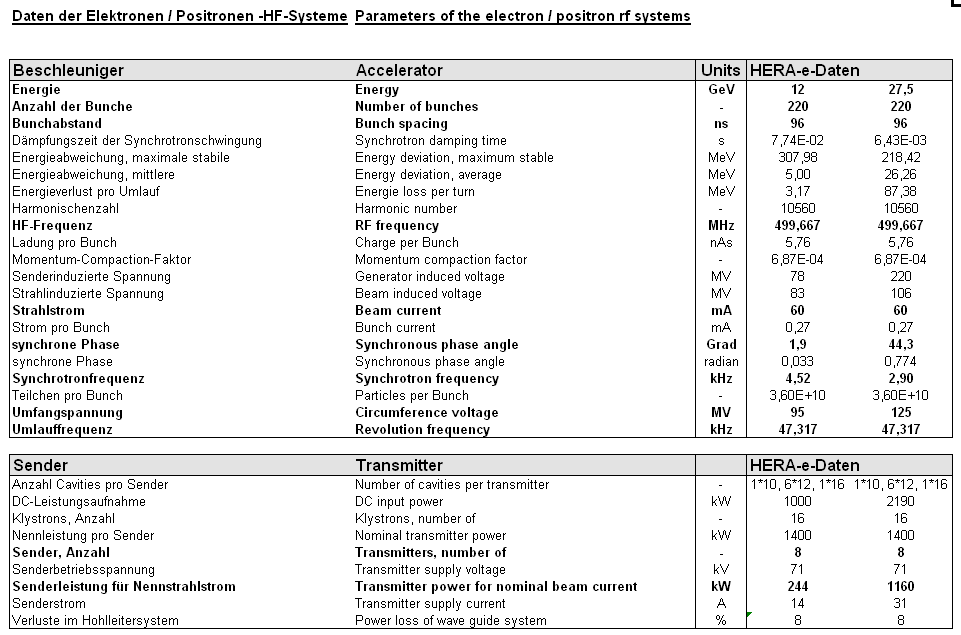 Daten der Elektronen / Positronen -HF-Systeme Parameters of the electron / positron rf systems
Beschleuniger Accelerator Units HERA-e-Daten
Energie Energy GeV 12 27,5
Anzahl der Bunche Number of bunches - 220 220
Bunchabstand Bunch spacing ns 96 96
Dämpfungszeit der Synchrotronschwingung Synchrotron damping time s 7,74E-02 6,43E-03
Energieabweichung, maximale stabile Energy deviation, maximum stable MeV 307,98 218,42
Energieabweichung, mittlere Energy deviation, average MeV 5,00 26,26
Energieverlust pro Umlauf Energie loss per turn MeV 3,17 87,38
Harmonischenzahl Harmonic number - 10560 10560
HF-Frequenz RF frequency MHz 499,667 499,667
Ladung pro Bunch Charge per Bunch nAs 5,76 5,76
Momentum-Compaction-Faktor Momentum compaction factor - 6,87E-04 6,87E-04
Senderinduzierte Spannung Generator induced voltage MV 78 220
Strahlinduzierte Spannung Beam induced voltage MV 83 106
Strahlstrom Beam current mA 60 60
Strom pro Bunch Bunch current mA 0,27 0,27
synchrone Phase Synchronous phase angle Grad 1,9 44,3
synchrone Phase Synchronous phase angle radian 0,033 0,774
Synchrotronfrequenz Synchrotron frequency kHz 4,52 2,90
Teilchen pro Bunch Particles per Bunch - 3,60E+10 3,60E+10
Umfangspannung Circumference voltage MV 95 125
Umlauffrequenz Revolution frequency kHz 47,317 47,317
Sender Transmitter HERA-e-Daten
Anzahl Cavities pro Sender Number of cavities per transmitter - 1*10, 6*12, 1*16 1*10, 6*12, 1*16
DC-Leistungsaufnahme DC input power kW 1000 2190
Klystrons, Anzahl Klystrons, number of - 16 16
Nennleistung pro Sender Nominal transmitter power kW 1400 1400
Sender, Anzahl Transmitters, number of - 8 8
Senderbetriebsspannung Transmitter supply voltage kV 71 71
Senderleistung für Nennstrahlstrom Transmitter power for nominal beam current kW 244 1160
Senderstrom Transmitter supply current A 14 31
Verluste im Hohlleitersystem Power loss of wave guide system % 8 8